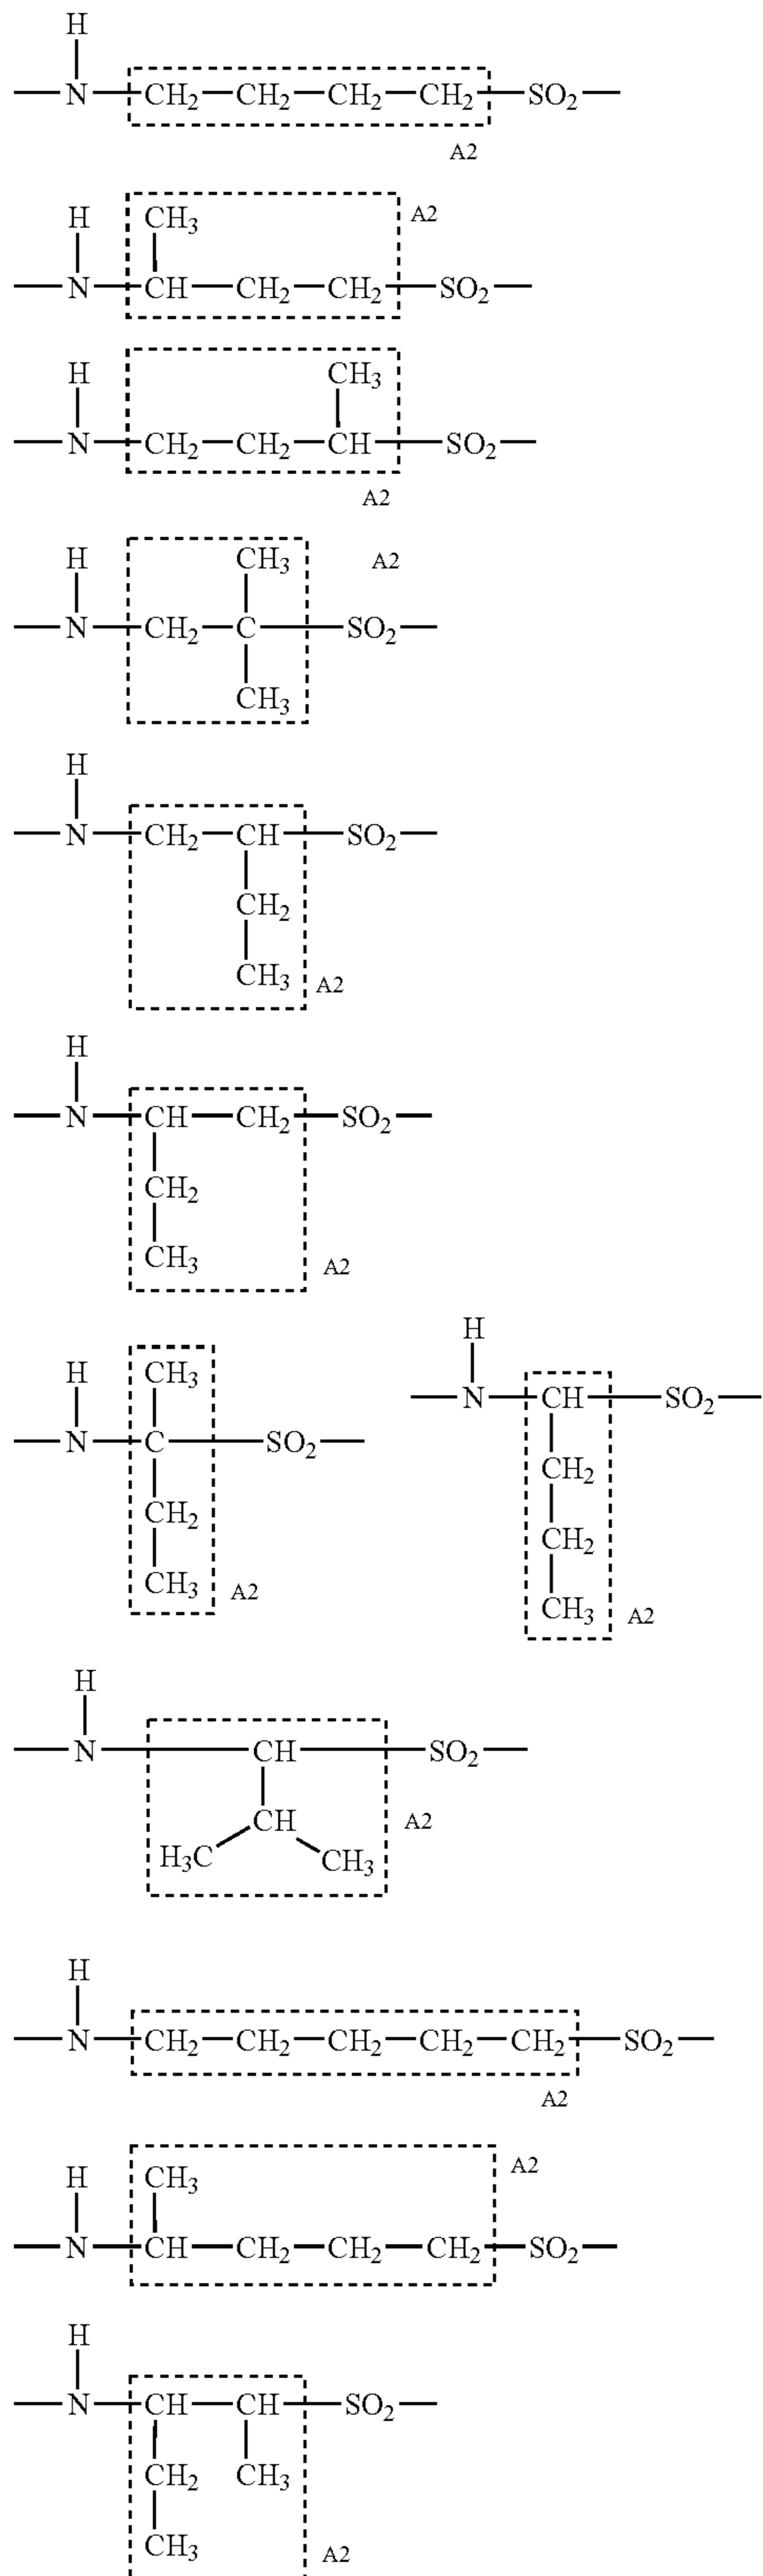 H
N CH₂ CH₂ CH₂ CH₂ SO₂
A2
H CH₃ A2
N CH CH₂ CH₂ SO₂
H CH₃
N CH₂ CH₂ CH SO₂
A2
H CH₃ A2
N CH₂ C SO₂
CH₃
H
N CH₂ CH SO₂
CH₂
CH₃ A2
H
N CH CH₂ SO₂
CH₂
CH₃ A2
H CH₃
N C SO₂
CH₂
CH₃ A2
H
N CH SO₂
CH₂
CH₂
CH₃ A2
H
N CH SO₂
CH A2
H₃C CH₃
H
N CH₂ CH₂ CH₂ CH₂ CH₂ SO₂
A2
H CH₃ A2
N CH CH₂ CH₂ CH₂ SO₂
H
N CH CH SO₂
CH₂ CH₃
CH₃ A2